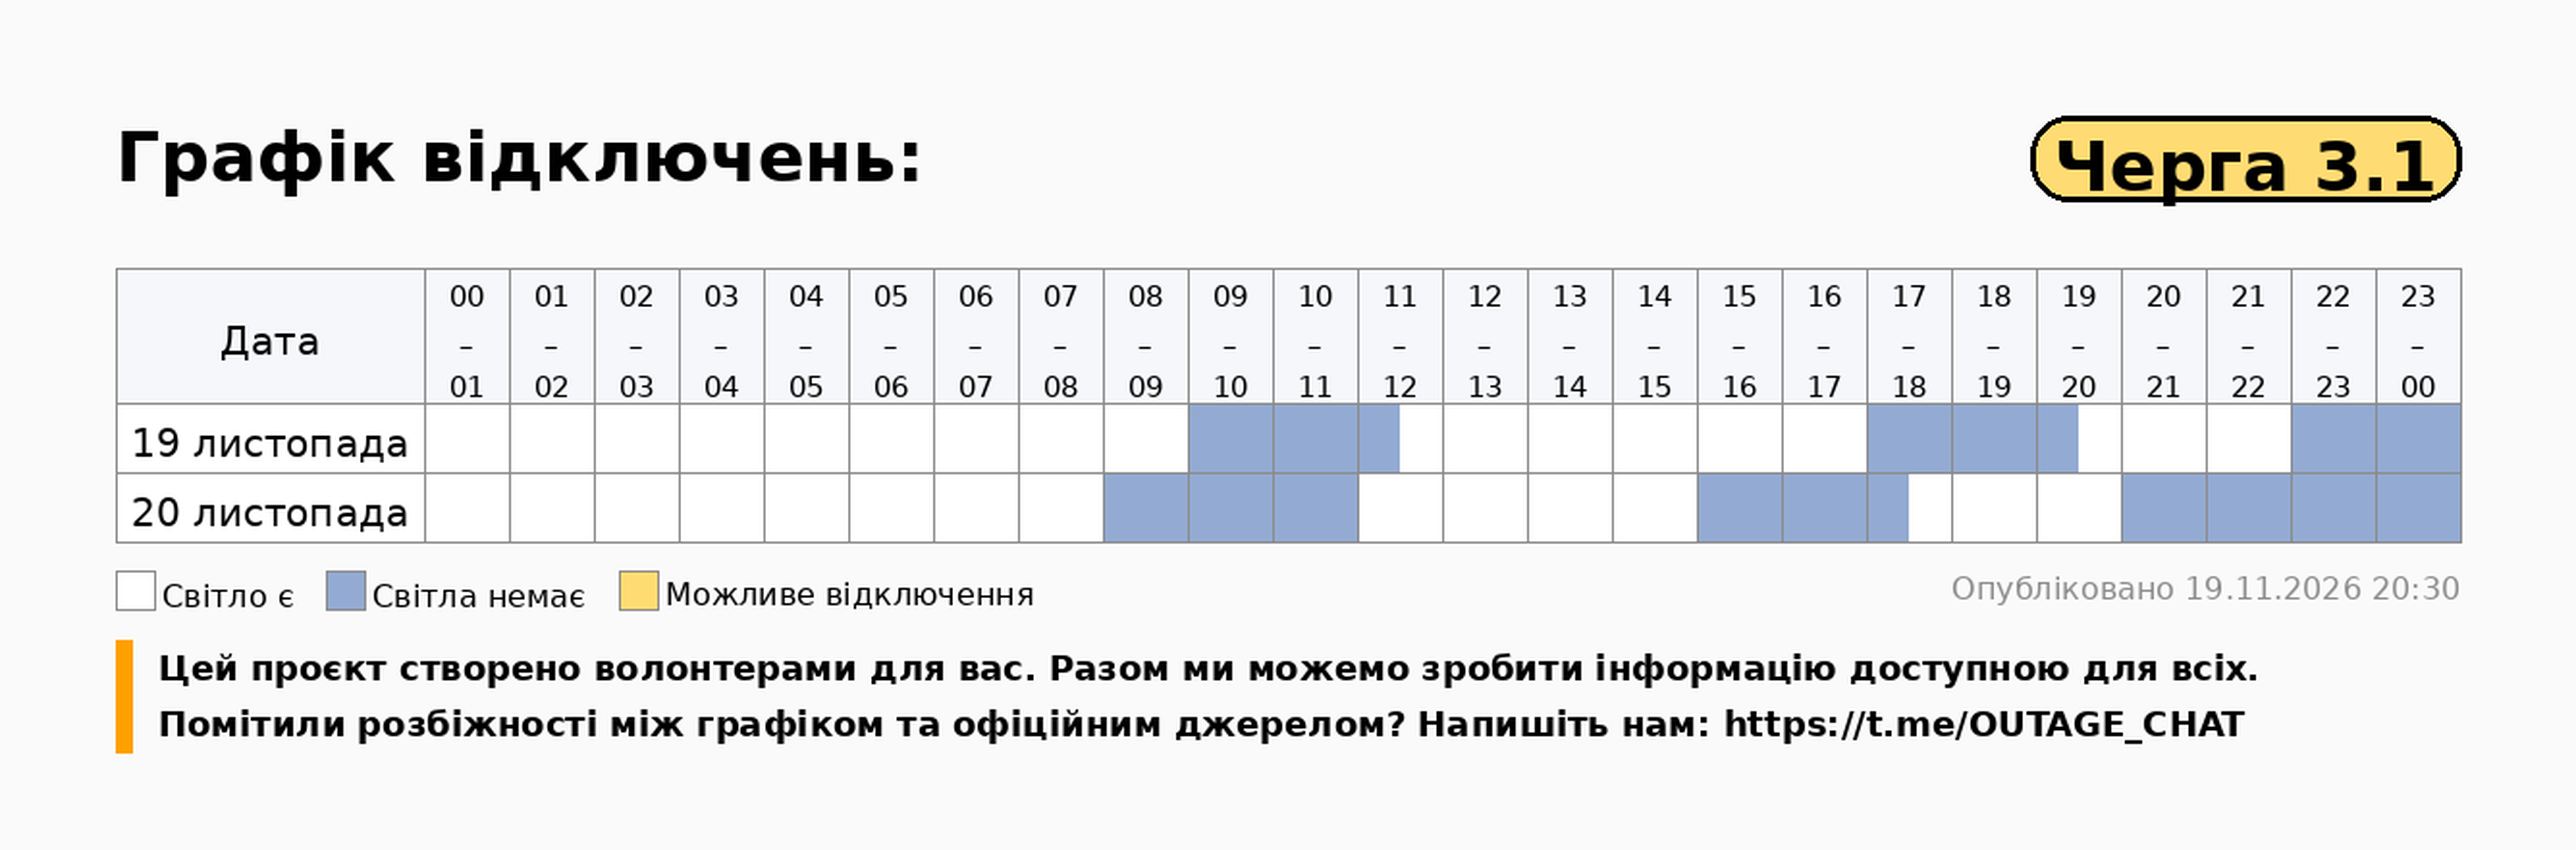 Графік відключень:
Черга 3.1
Дата 00 – 01 01 – 02 02 – 03 03 – 04 04 – 05 05 – 06 06 – 07 07 – 08 08 – 09 09 – 10 10 – 11 11 – 12 12 – 13 13 – 14 14 – 15 15 – 16 16 – 17 17 – 18 18 – 19 19 – 20 20 – 21 21 – 22 22 – 23 23 – 00
19 листопада
20 листопада
Світло є Світла немає Можливе відключення
Опубліковано 19.11.2026 20:30
Цей проєкт створено волонтерами для вас. Разом ми можемо зробити інформацію доступною для всіх.
Помітили розбіжності між графіком та офіційним джерелом? Напишіть нам: https://t.me/OUTAGE_CHAT